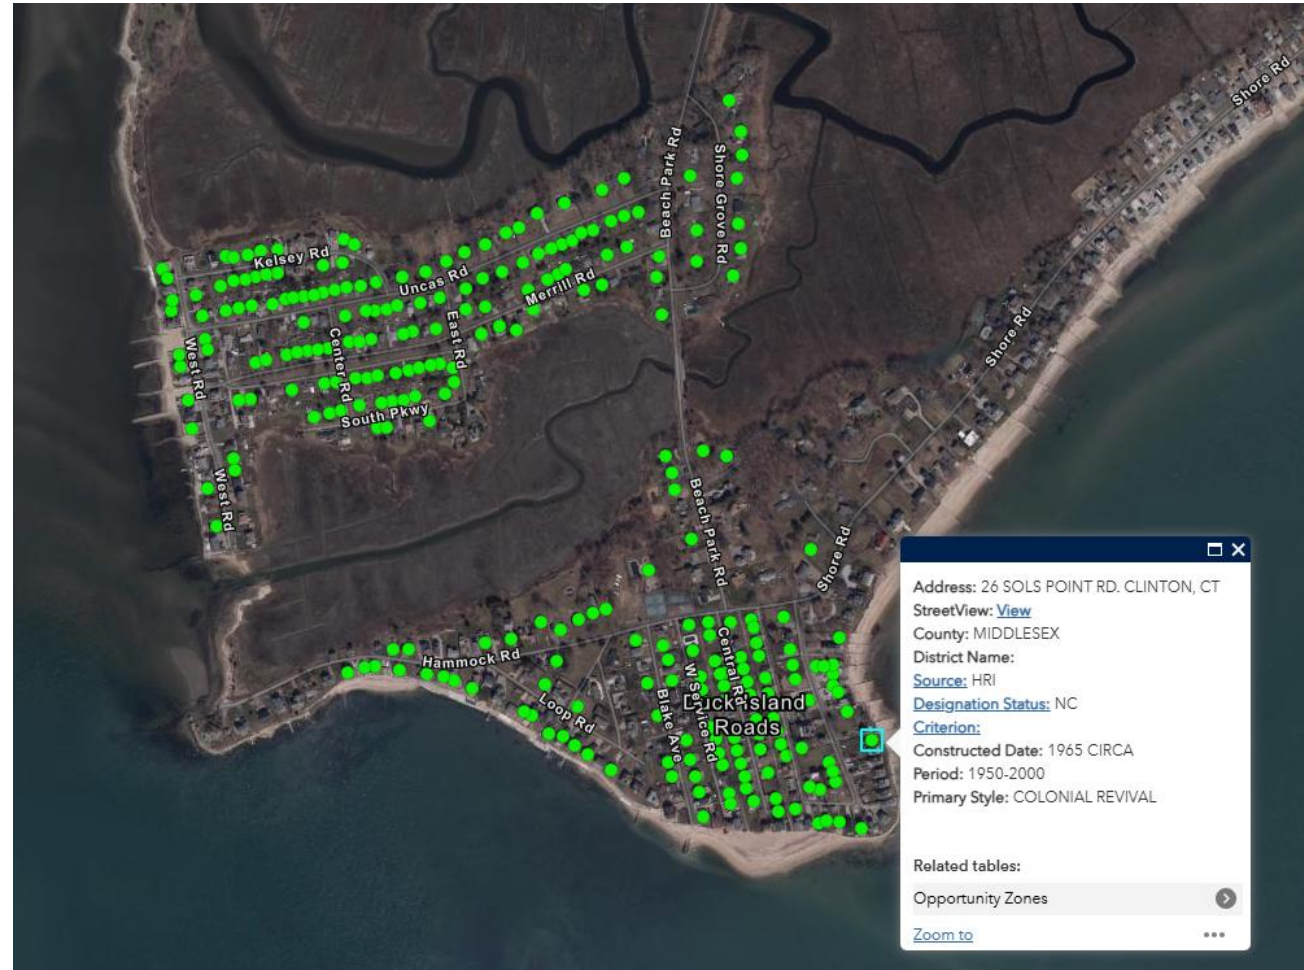 Shore Rd
Beach Park Rd
Shore Grove Rd
Kelsey Rd
Uncas Rd
Merrill Rd
Shore Rd
West Rd
Center Rd
East Rd
South Pkwy
West Rd
Beach Park Rd
Shore Rd
Hammock Rd
Loop Rd
Blake Ave
W Service Rd
Central Rd
Duck Island
Roads
Address: 26 SOLS POINT RD. CLINTON, CT
StreetView: View
County: MIDDLESEX
District Name:
Source: HRI
Designation Status: NC
Criterion:
Constructed Date: 1965 CIRCA
Period: 1950-2000
Primary Style: COLONIAL REVIVAL
Related tables:
Opportunity Zones
Zoom to